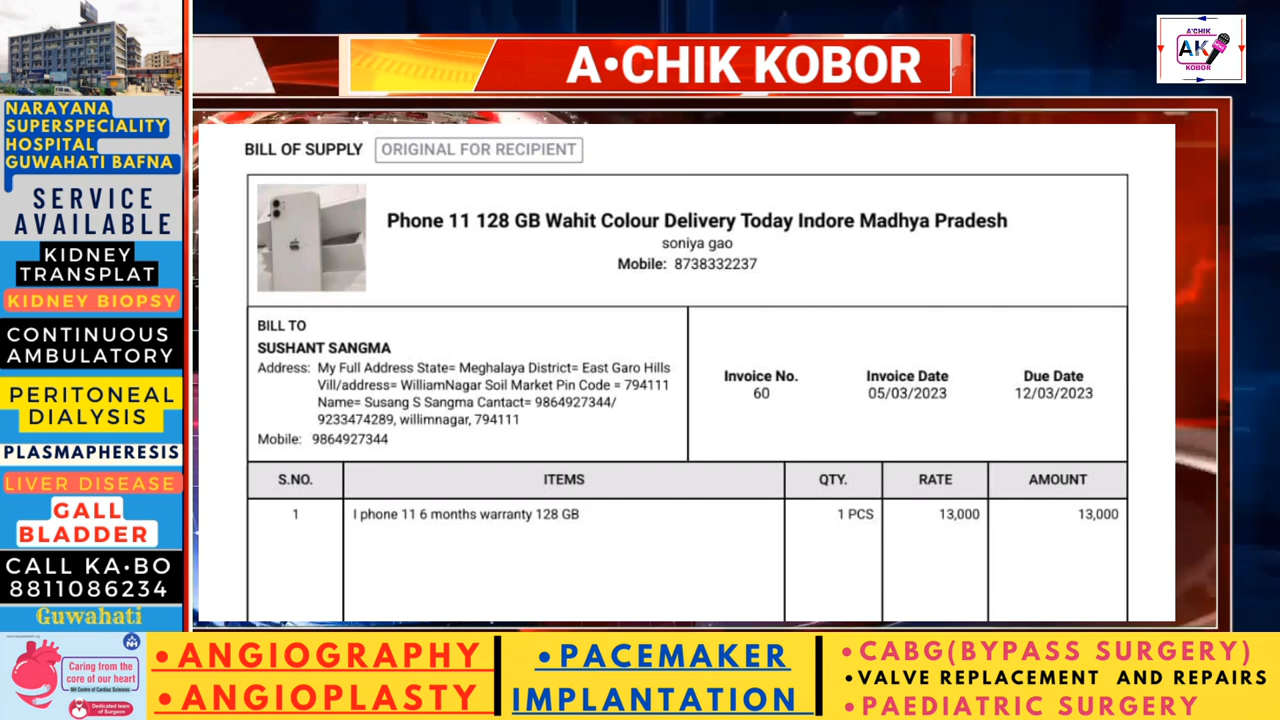 A•CHIK KOBOR
A'CHIK
AK
KOBOR
NARAYANA
SUPERSPECIALITY
HOSPITAL
GUWAHATI BAFNA
SERVICE
AVAILABLE
KIDNEY
TRANSPLAT
KIDNEY BIOPSY
CONTINUOUS
AMBULATORY
PERITONEAL
DIALYSIS
PLASMAPHERESIS
LIVER DISEASE
GALL
BLADDER
CALL KA•BO
8811086234
Guwahati
BILL OF SUPPLY ORIGINAL FOR RECIPIENT
Phone 11 128 GB Wahit Colour Delivery Today Indore Madhya Pradesh
soniya gao
Mobile: 8738332237
BILL TO
SUSHANT SANGMA
Address: My Full Address State= Meghalaya District= East Garo Hills
Vill/address= WilliamNagar Soil Market Pin Code = 794111
Name= Susang S Sangma Cantact= 9864927344/
9233474289, willimnagar, 794111
Mobile: 9864927344
Invoice No. Invoice Date Due Date
60 05/03/2023 12/03/2023
S.NO. ITEMS QTY. RATE AMOUNT
1 I phone 11 6 months warranty 128 GB 1 PCS 13,000 13,000
NH
Caring from the
core of our heart
NH Centre of Cardiac Sciences
Dedicated team
of Surgeon
•ANGIOGRAPHY
•ANGIOPLASTY
•PACEMAKER
IMPLANTATION
•CABG(BYPASS SURGERY)
•VALVE REPLACEMENT AND REPAIRS
•PAEDIATRIC SURGERY